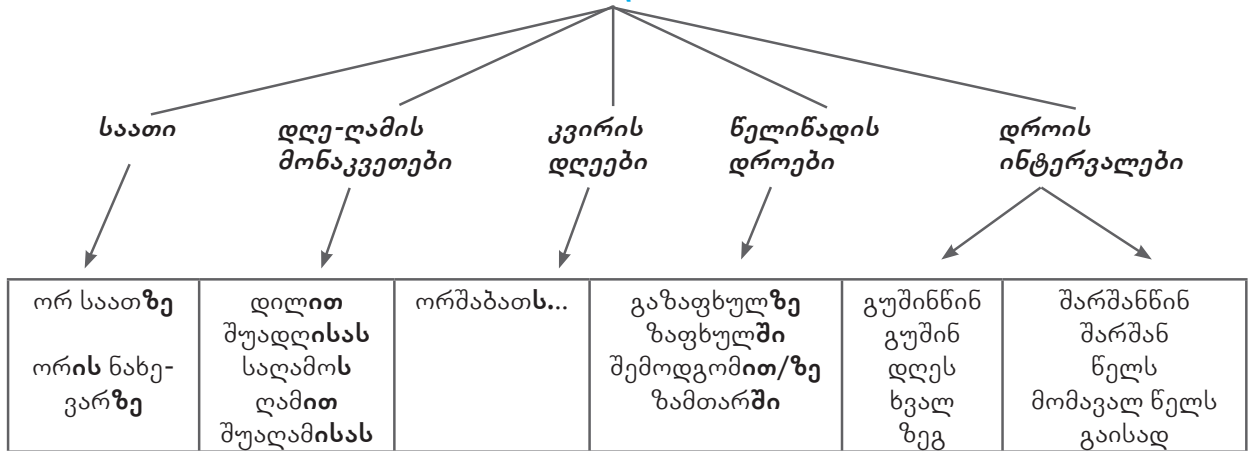 საათი
დღე-ღამის
მონაკვეთები
კვირის
დღეები
წელიწადის
დროები
დროის
ინტერვალები
ორ საათზე
ორის ნახე-
ვარზე
დილით
შუადღისას
საღამოს
ღამით
შუაღამისას
ორშაბათს...
გაზაფხულზე
ზაფხულში
შემოდგომით/ზე
ზამთარში
გუშინწინ
გუშინ
დღეს
ხვალ
ზეგ
შარშანწინ
შარშან
წელს
მომავალ წელს
გაისად